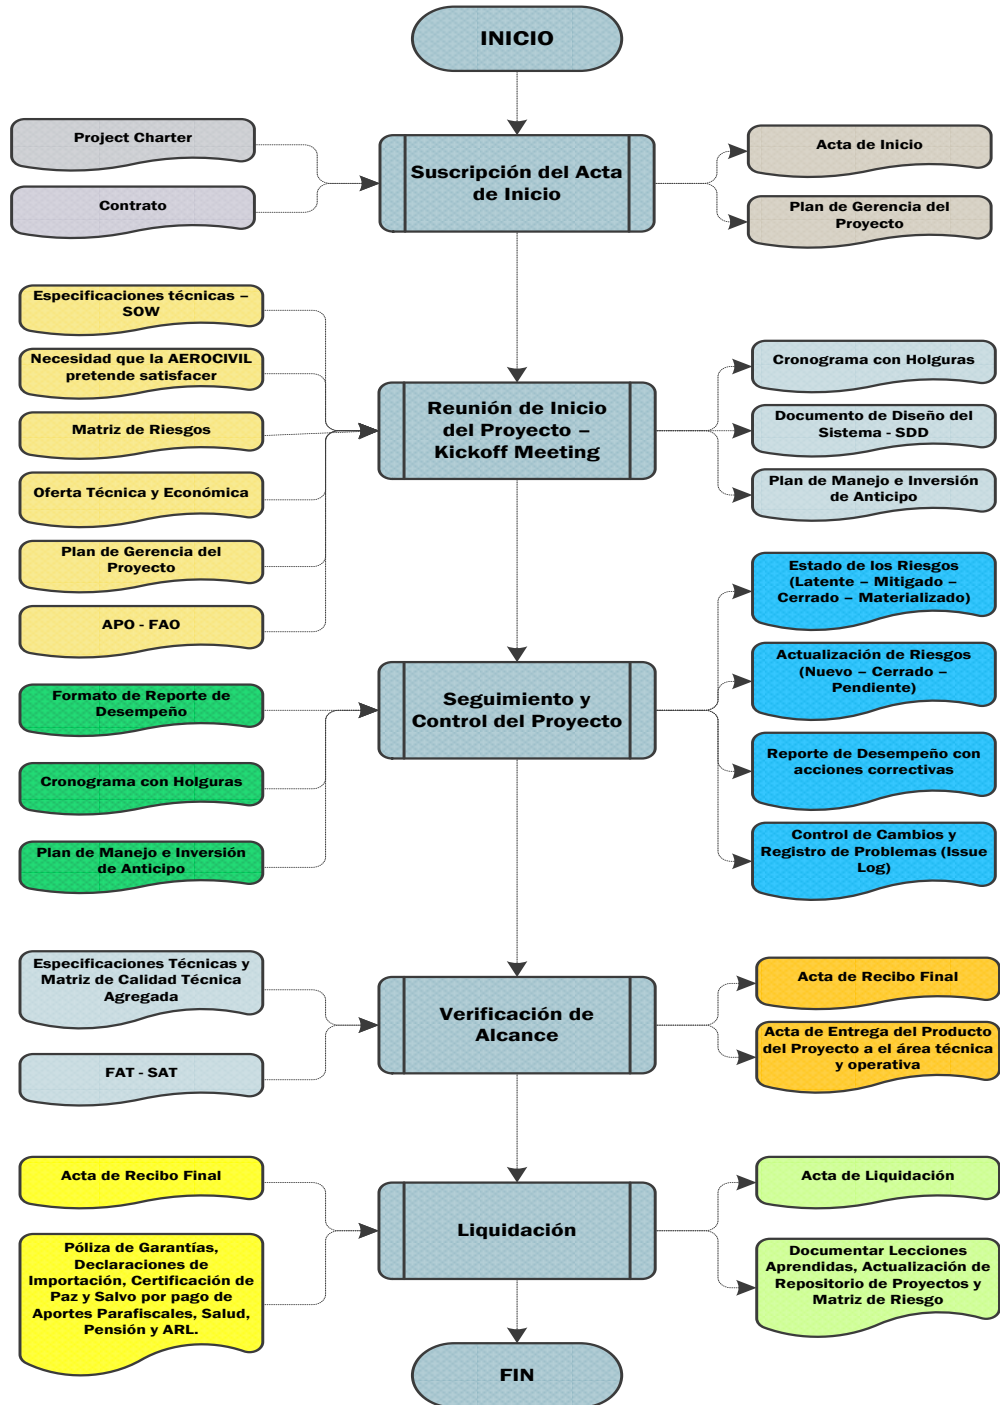 INICIO
Project Charter
Contrato
Suscripción del Acta
de Inicio
Acta de Inicio
Plan de Gerencia del
Proyecto
Especificaciones técnicas –
SOW
Necesidad que la AEROCIVIL
pretende satisfacer
Matriz de Riesgos
Oferta Técnica y Económica
Plan de Gerencia del
Proyecto
APO - FAO
Reunión de Inicio
del Proyecto –
Kickoff Meeting
Cronograma con Holguras
Documento de Diseño del
Sistema - SDD
Plan de Manejo e Inversión
de Anticipo
Formato de Reporte de
Desempeño
Cronograma con Holguras
Plan de Manejo e Inversión
de Anticipo
Seguimiento y
Control del Proyecto
Estado de los Riesgos
(Latente – Mitigado –
Cerrado – Materializado)
Actualización de Riesgos
(Nuevo – Cerrado –
Pendiente)
Reporte de Desempeño con
acciones correctivas
Control de Cambios y
Registro de Problemas (Issue
Log)
Especificaciones Técnicas y
Matriz de Calidad Técnica
Agregada
FAT - SAT
Verificación de
Alcance
Acta de Recibo Final
Acta de Entrega del Producto
del Proyecto a el área técnica
y operativa
Acta de Recibo Final
Póliza de Garantías,
Declaraciones de
Importación, Certificación de
Paz y Salvo por pago de
Aportes Parafiscales, Salud,
Pensión y ARL.
Liquidación
Acta de Liquidación
Documentar Lecciones
Aprendidas, Actualización de
Repositorio de Proyectos y
Matriz de Riesgo
FIN